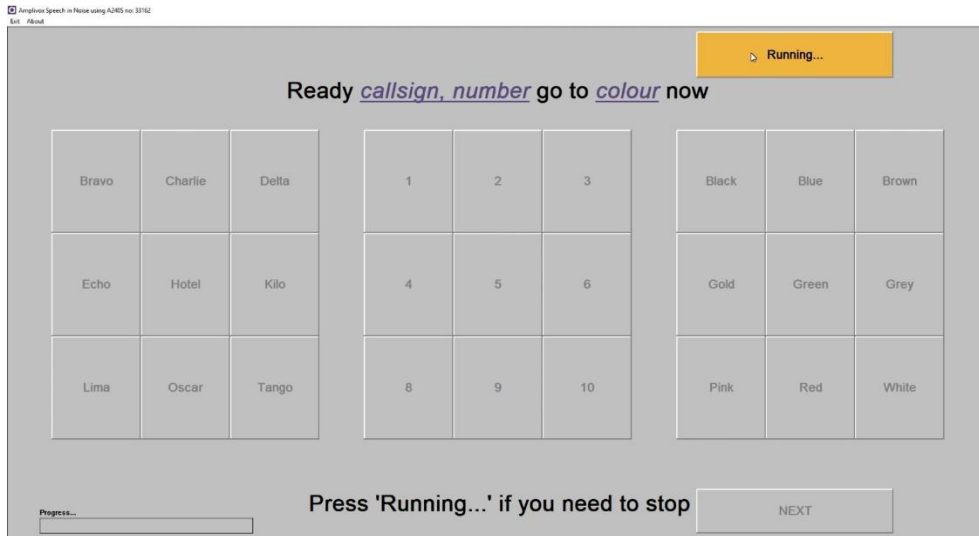 Amplivox Speech in Noise using A240S no: 33162
Exit About
Running...
Ready callsign, number go to colour now
Bravo Charlie Delta 1 2 3 Black Blue Brown
Echo Hotel Kilo 4 5 6 Gold Green Grey
Lima Oscar Tango 8 9 10 Pink Red White
Press 'Running...' if you need to stop NEXT
Progress...